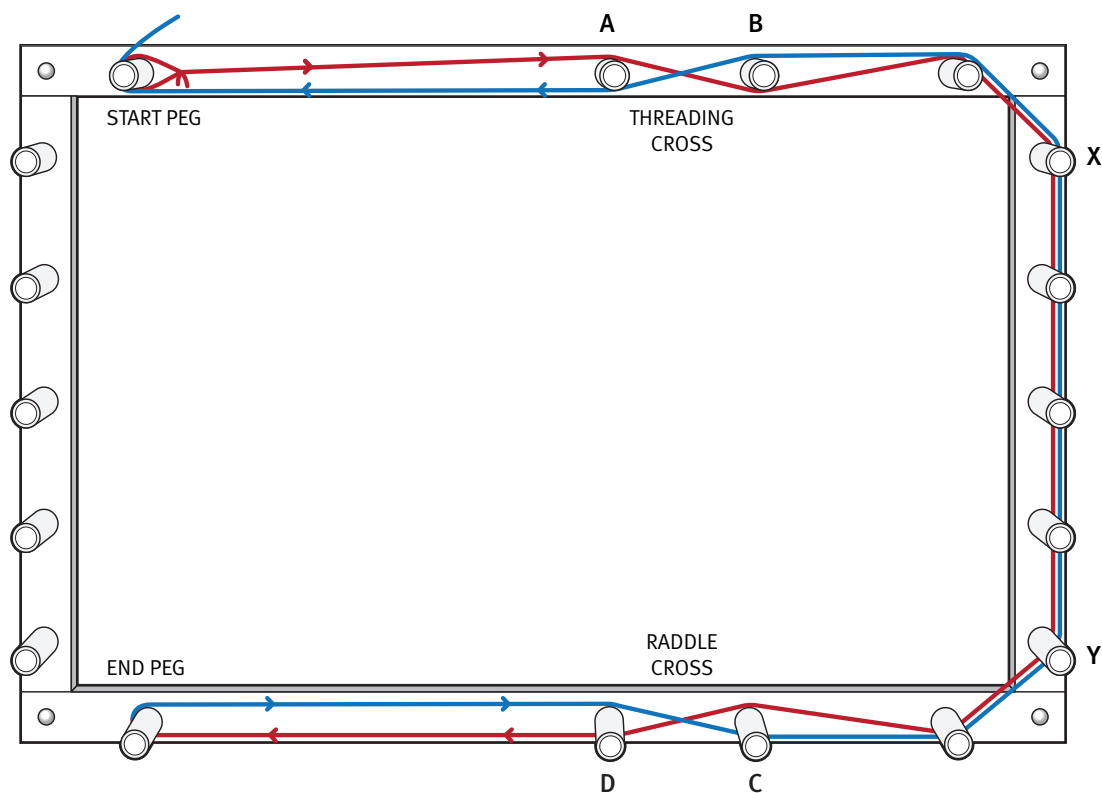 A
B
START PEG
THREADING
CROSS
X
RADDLE
CROSS
END PEG
Y
D
C